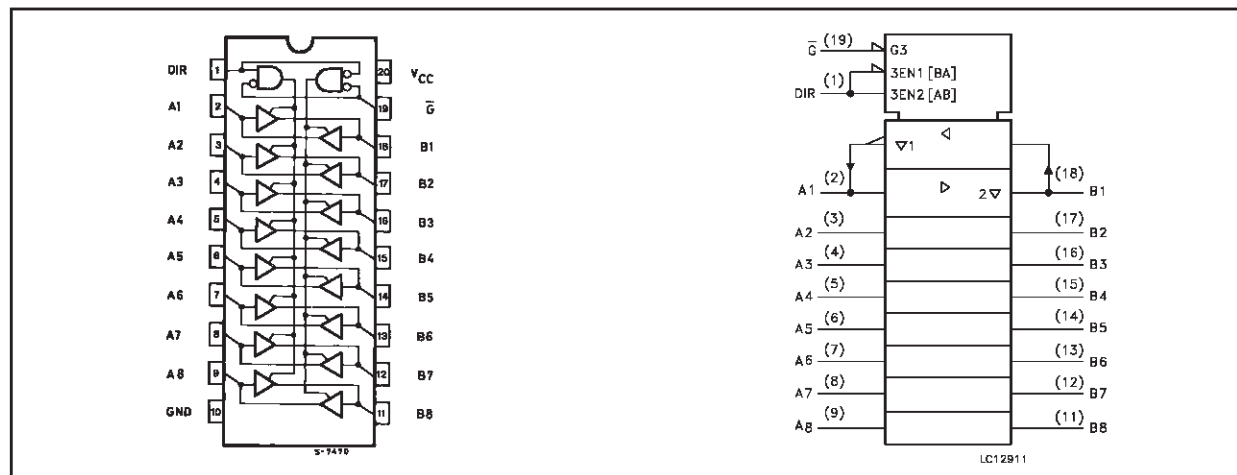 DIR 1 20 VCC
A1 2 19 G̅
A2 3 18 B1
A3 4 17 B2
A4 5 16 B3
A5 6 15 B4
A6 7 14 B5
A7 8 13 B6
A8 9 12 B7
GND 10 11 B8
S-7470
G̅ (19) G3
3EN1 [BA]
DIR (1) 3EN2 [AB]
1
A1 (2) 2 (18) B1
A2 (3) (17) B2
A3 (4) (16) B3
A4 (5) (15) B4
A5 (6) (14) B5
A6 (7) (13) B6
A7 (8) (12) B7
A8 (9) (11) B8
LC12911